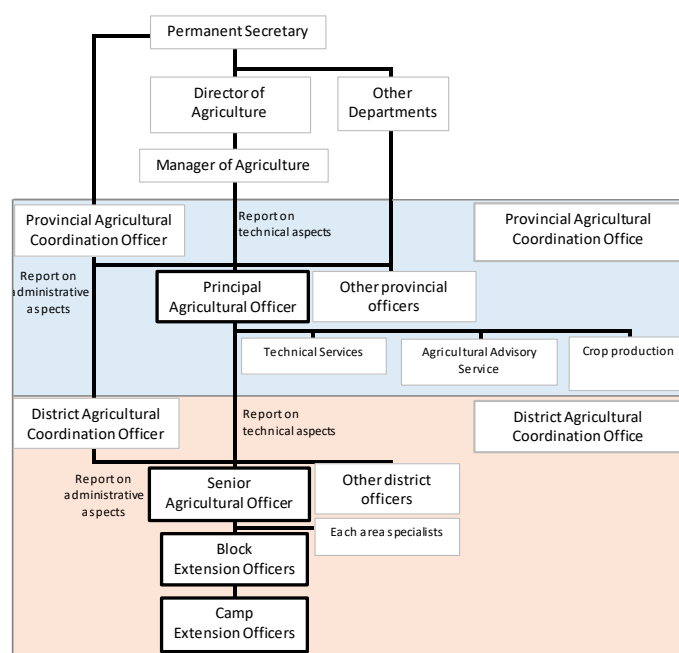 Permanent Secretary
Director of
Agriculture
Other
Departments
Manager of Agriculture
Provincial Agricultural
Coordination Officer
Report on
technical aspects
Provincial Agricultural
Coordination Office
Report on
administrative
aspects
Principal
Agricultural Officer
Other provincial
officers
Technical Services
Agricultural Advisory
Service
Crop production
District Agricultural
Coordination Officer
Report on
technical aspects
District Agricultural
Coordination Office
Report on
administrative
aspects
Senior
Agricultural Officer
Other district
officers
Each area specialists
Block
Extension Officers
Camp
Extension Officers